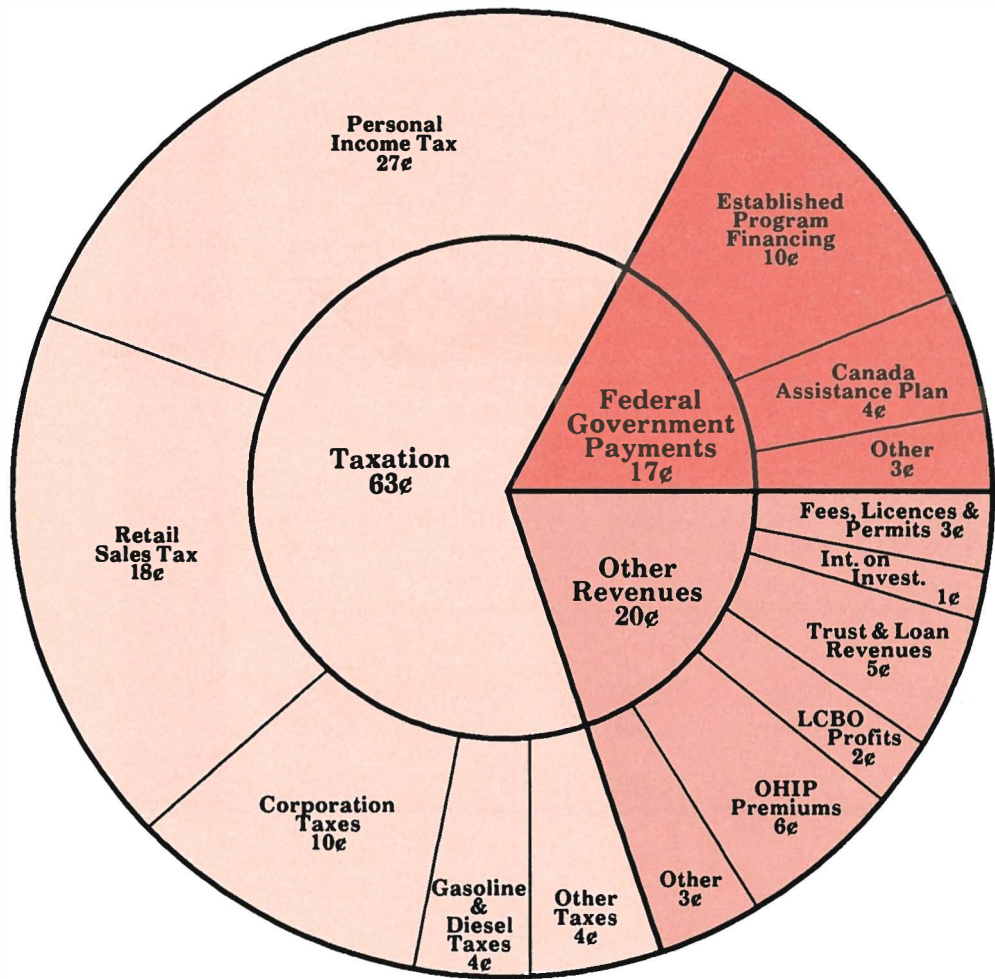 Personal
Income Tax
27¢
Established
Program
Financing
10¢
Canada
Assistance Plan
4¢
Other
3¢
Federal
Government
Payments
17¢
Taxation
63¢
Retail
Sales Tax
18¢
Other
Revenues
20¢
Fees, Licences &
Permits 3¢
Int. on
Invest.
1¢
Trust & Loan
Revenues
5¢
LCBO
Profits
2¢
OHIP
Premiums
6¢
Other
3¢
Corporation
Taxes
10¢
Gasoline
&
Diesel
Taxes
4¢
Other
Taxes
4¢